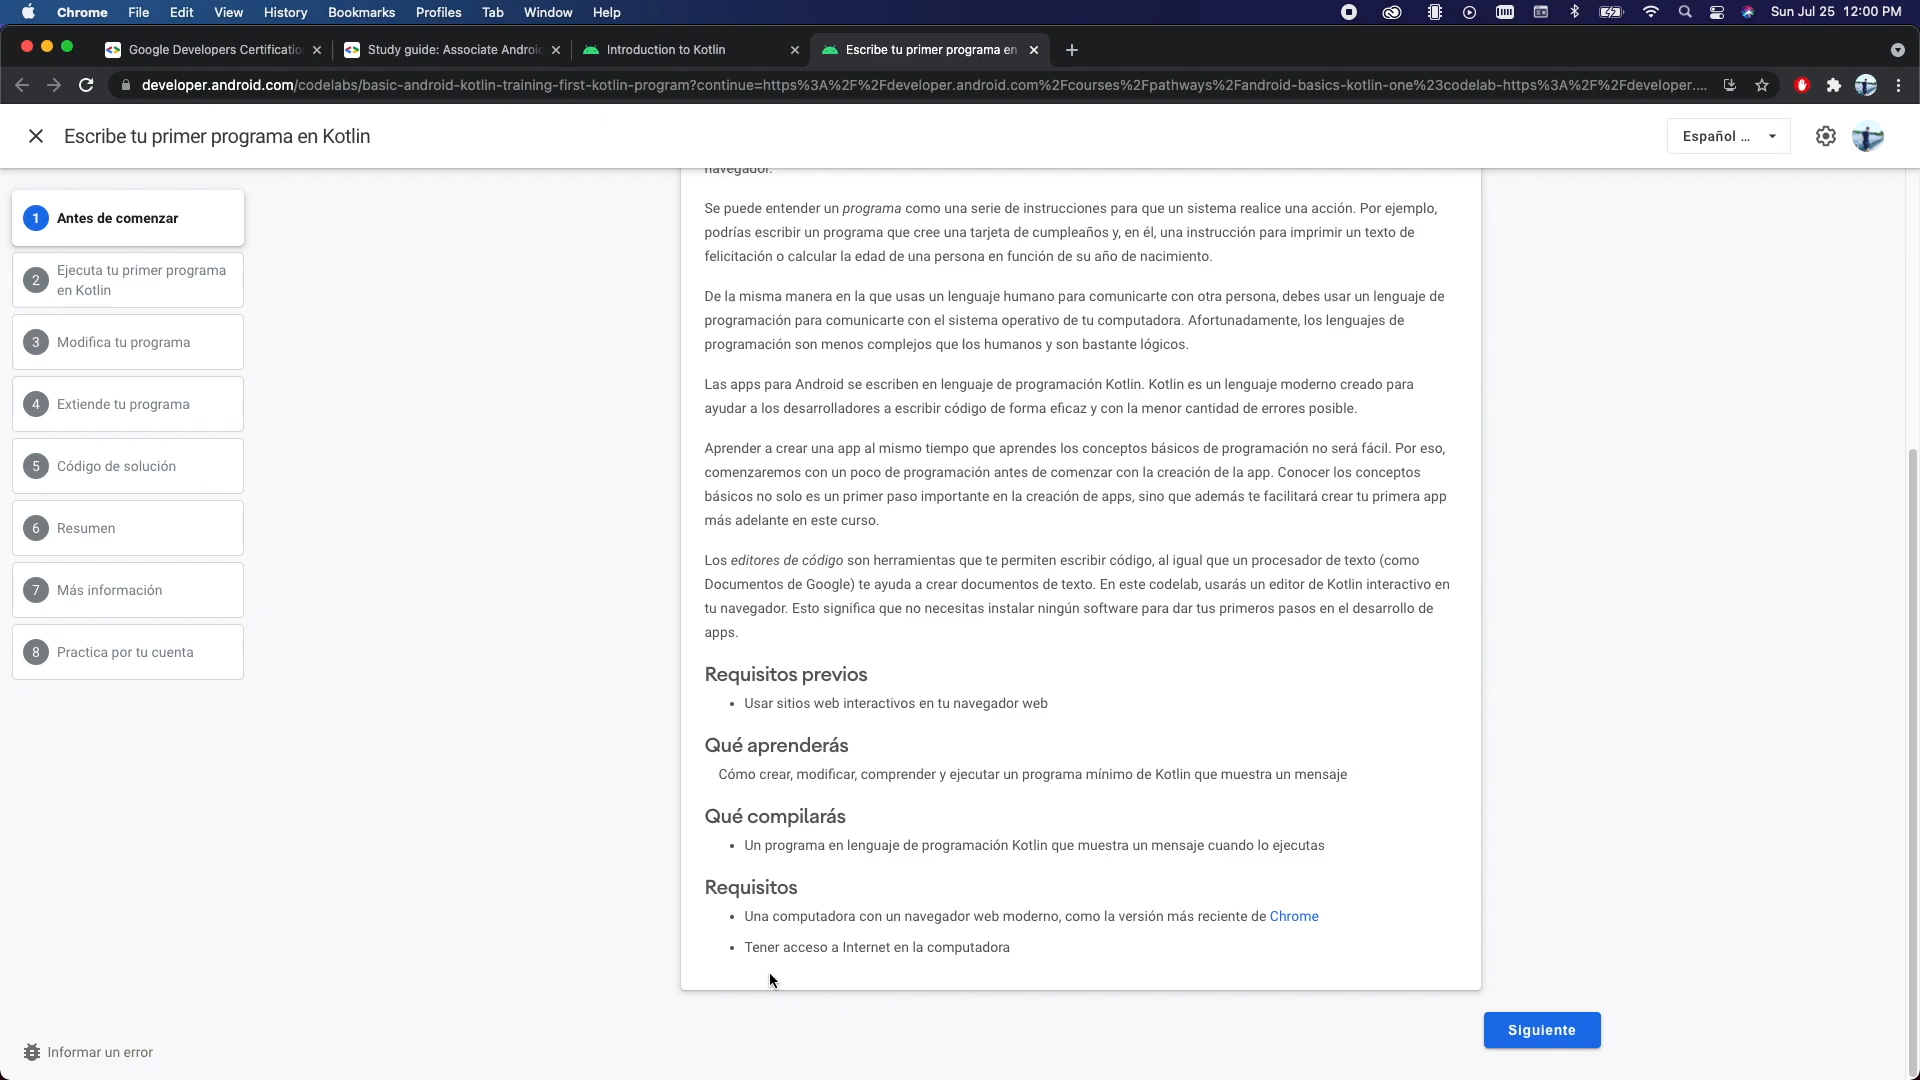 Chrome File Edit View History Bookmarks Profiles Tab Window Help Sun Jul 25 12:00 PM
Google Developers Certificatio Study guide: Associate Androi Introduction to Kotlin Escribe tu primer programa en
developer.android.com/codelabs/basic-android-kotlin-training-first-kotlin-program?continue=https%3A%2F%2Fdeveloper.android.com%2Fcourses%2Fpathways%2Fandroid-basics-kotlin-one%23codelab-https%3A%2F%2Fdeveloper....
Escribe tu primer programa en Kotlin
Español ...
1 Antes de comenzar
2 Ejecuta tu primer programa
en Kotlin
3 Modifica tu programa
4 Extiende tu programa
5 Código de solución
6 Resumen
7 Más información
8 Practica por tu cuenta
Informar un error
navegador.
Se puede entender un programa como una serie de instrucciones para que un sistema realice una acción. Por ejemplo,
podrías escribir un programa que cree una tarjeta de cumpleaños y, en él, una instrucción para imprimir un texto de
felicitación o calcular la edad de una persona en función de su año de nacimiento.
De la misma manera en la que usas un lenguaje humano para comunicarte con otra persona, debes usar un lenguaje de
programación para comunicarte con el sistema operativo de tu computadora. Afortunadamente, los lenguajes de
programación son menos complejos que los humanos y son bastante lógicos.
Las apps para Android se escriben en lenguaje de programación Kotlin. Kotlin es un lenguaje moderno creado para
ayudar a los desarrolladores a escribir código de forma eficaz y con la menor cantidad de errores posible.
Aprender a crear una app al mismo tiempo que aprendes los conceptos básicos de programación no será fácil. Por eso,
comenzaremos con un poco de programación antes de comenzar con la creación de la app. Conocer los conceptos
básicos no solo es un primer paso importante en la creación de apps, sino que además te facilitará crear tu primera app
más adelante en este curso.
Los editores de código son herramientas que te permiten escribir código, al igual que un procesador de texto (como
Documentos de Google) te ayuda a crear documentos de texto. En este codelab, usarás un editor de Kotlin interactivo en
tu navegador. Esto significa que no necesitas instalar ningún software para dar tus primeros pasos en el desarrollo de
apps.
Requisitos previos
• Usar sitios web interactivos en tu navegador web
Qué aprenderás
Cómo crear, modificar, comprender y ejecutar un programa mínimo de Kotlin que muestra un mensaje
Qué compilarás
• Un programa en lenguaje de programación Kotlin que muestra un mensaje cuando lo ejecutas
Requisitos
• Una computadora con un navegador web moderno, como la versión más reciente de Chrome
• Tener acceso a Internet en la computadora
Siguiente